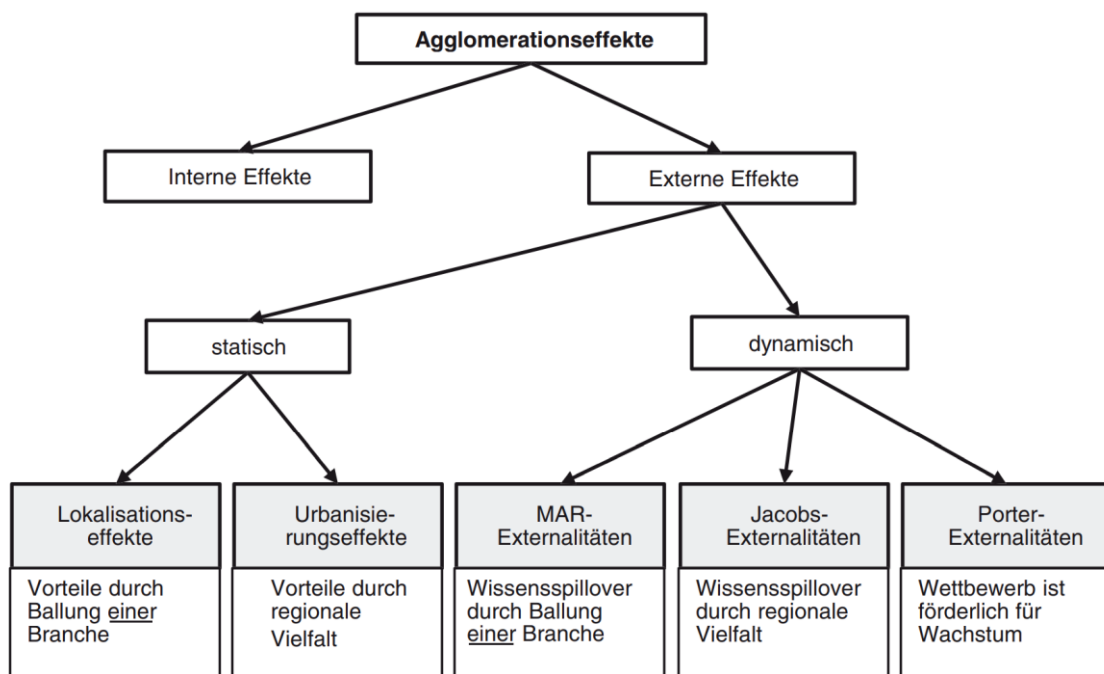 Agglomerationseffekte
Interne Effekte
Externe Effekte
statisch
dynamisch
Lokalisations-
effekte
Vorteile durch
Ballung einer
Branche
Urbanisie-
rungseffekte
Vorteile durch
regionale
Vielfalt
MAR-
Externalitäten
Wissensspillover
durch Ballung
einer Branche
Jacobs-
Externalitäten
Wissensspillover
durch regionale
Vielfalt
Porter-
Externalitäten
Wettbewerb ist
förderlich für
Wachstum